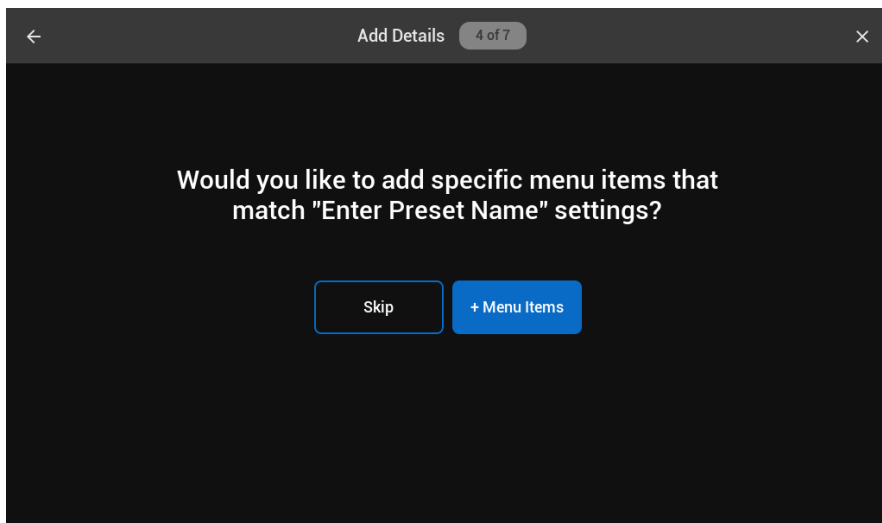 Add Details 4 of 7
Would you like to add specific menu items that
match "Enter Preset Name" settings?
Skip
+ Menu Items